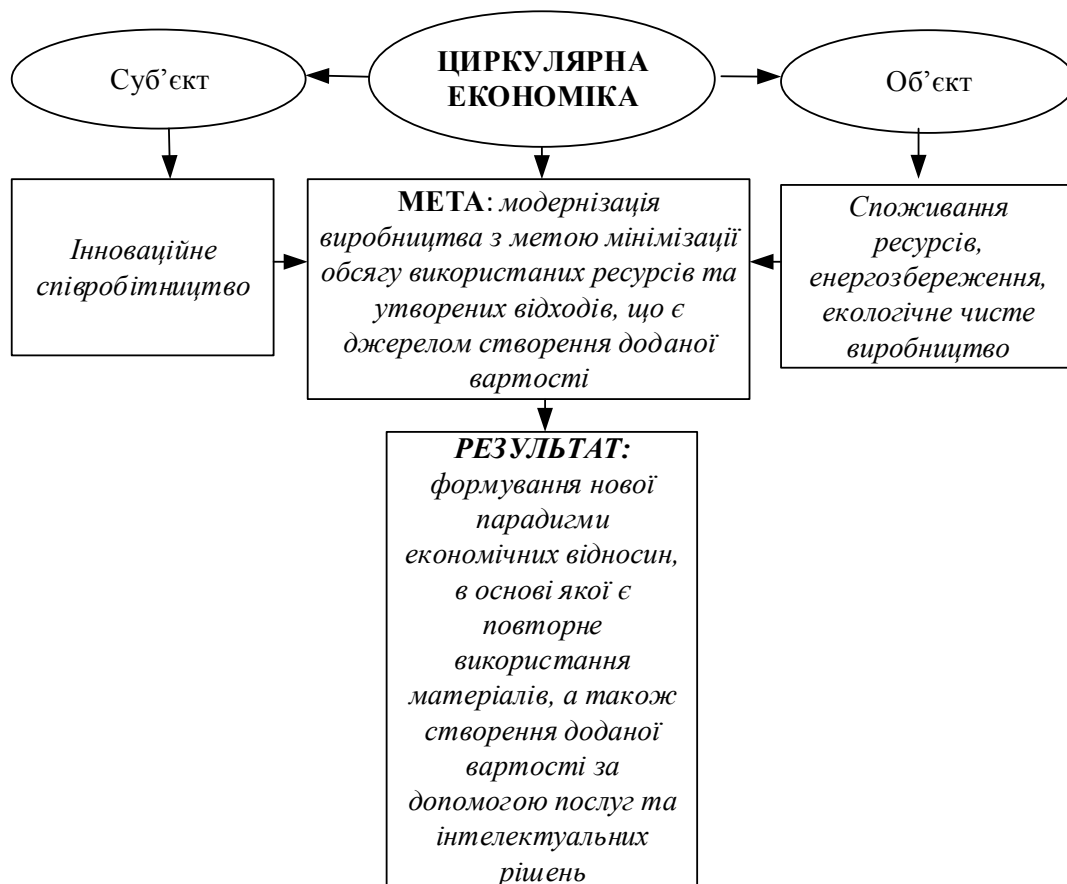 Суб’єкт
ЦИРКУЛЯРНА
ЕКОНОМІКА
Об’єкт
Інноваційне
співробітництво
МЕТА: модернізація
виробництва з метою мінімізації
обсягу використаних ресурсів та
утворених відходів, що є
джерелом створення доданої
вартості
Споживання
ресурсів,
енергозбереження,
екологічне чисте
виробництво
РЕЗУЛЬТАТ:
формування нової
парадигми
економічних відносин,
в основі якої є
повторне
використання
матеріалів, а також
створення доданої
вартості за
допомогою послуг та
інтелектуальних
рішень